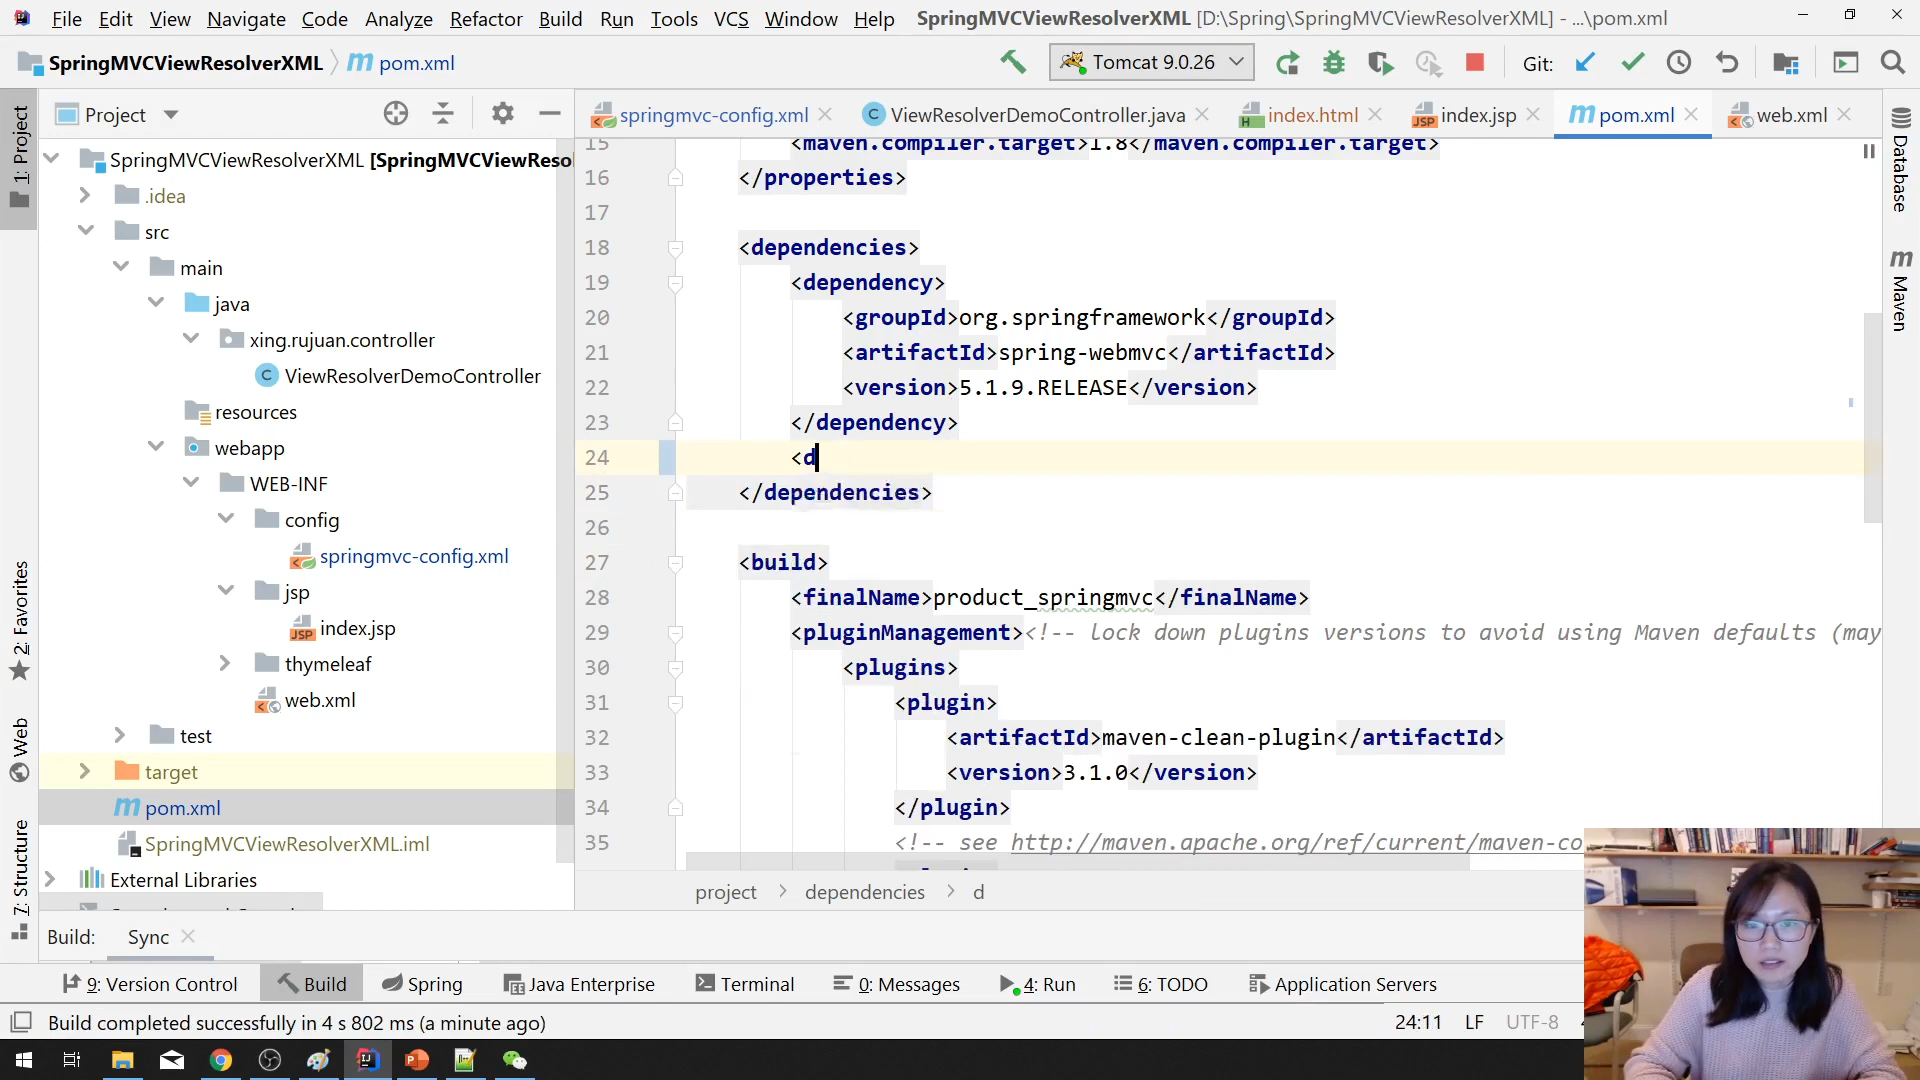 File Edit View Navigate Code Analyze Refactor Build Run Tools VCS Window Help SpringMVCViewResolverXML [D:\Spring\SpringMVCViewResolverXML] - ...\pom.xml
SpringMVCViewResolverXML m pom.xml Tomcat 9.0.26 Git:
Project springmvc-config.xml ViewResolverDemoController.java index.html index.jsp pom.xml web.xml
1: Project
2: Favorites
Web
7: Structure
SpringMVCViewResolverXML [SpringMVCViewReso
.idea
src
main
java
xing.rujuan.controller
ViewResolverDemoController
resources
webapp
WEB-INF
config
springmvc-config.xml
jsp
index.jsp
thymeleaf
web.xml
test
target
pom.xml
SpringMVCViewResolverXML.iml
External Libraries
15 <maven.compiler.target>1.8</maven.compiler.target>
16 </properties>
17
18 <dependencies>
19 <dependency>
20 <groupId>org.springframework</groupId>
21 <artifactId>spring-webmvc</artifactId>
22 <version>5.1.9.RELEASE</version>
23 </dependency>
24 <d
25 </dependencies>
26
27 <build>
28 <finalName>product_springmvc</finalName>
29 <pluginManagement><!-- lock down plugins versions to avoid using Maven defaults (may
30 <plugins>
31 <plugin>
32 <artifactId>maven-clean-plugin</artifactId>
33 <version>3.1.0</version>
34 </plugin>
35 <!-- see http://maven.apache.org/ref/current/maven-co
project dependencies d
Database
Maven
Build: Sync
9: Version Control Build Spring Java Enterprise Terminal 0: Messages 4: Run 6: TODO Application Servers
Build completed successfully in 4 s 802 ms (a minute ago) 24:11 LF UTF-8